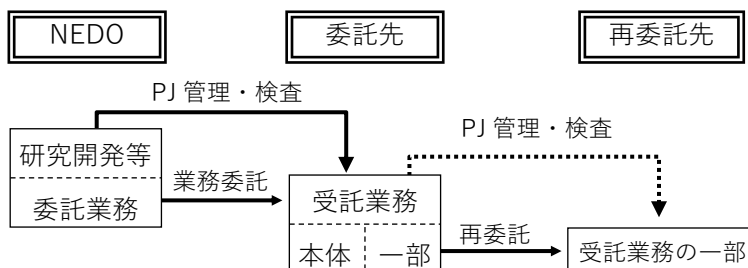 NEDO
委託先
再委託先
PJ 管理・検査
PJ 管理・検査
研究開発等
委託業務
業務委託
受託業務
本体
一部
再委託
受託業務の一部